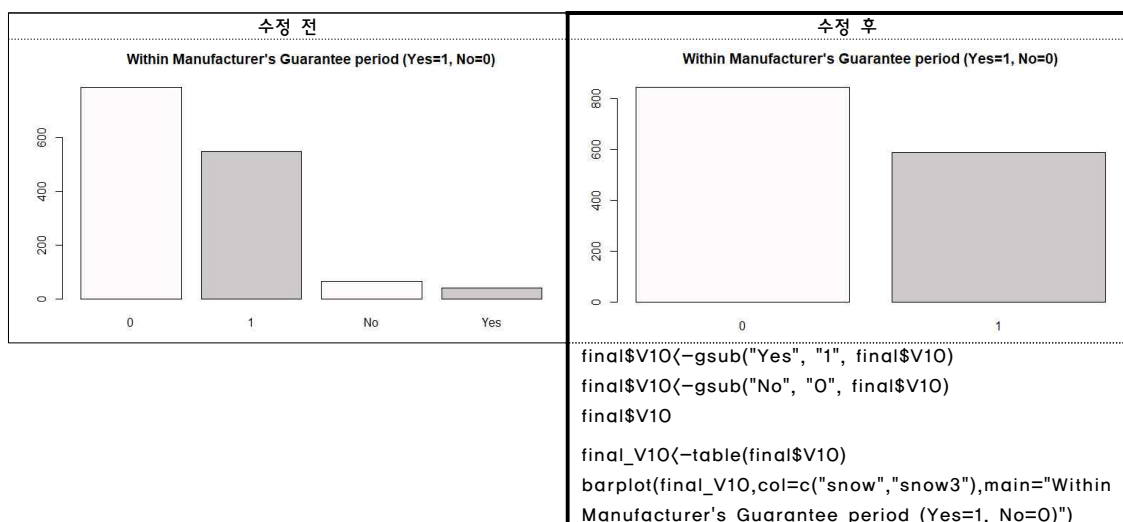 수정 전
수정 후
Within Manufacturer's Guarantee period (Yes=1, No=0)
0
200
400
600
0
1
No
Yes
Within Manufacturer's Guarantee period (Yes=1, No=0)
0
200
400
600
800
0
1
final$V10<-gsub("Yes", "1", final$V10)
final$V10<-gsub("No", "0", final$V10)
final$V10
final_V10<-table(final$V10)
barplot(final_V10,col=c("snow","snow3"),main="Within
Manufacturer's Guarantee period (Yes=1, No=0)")